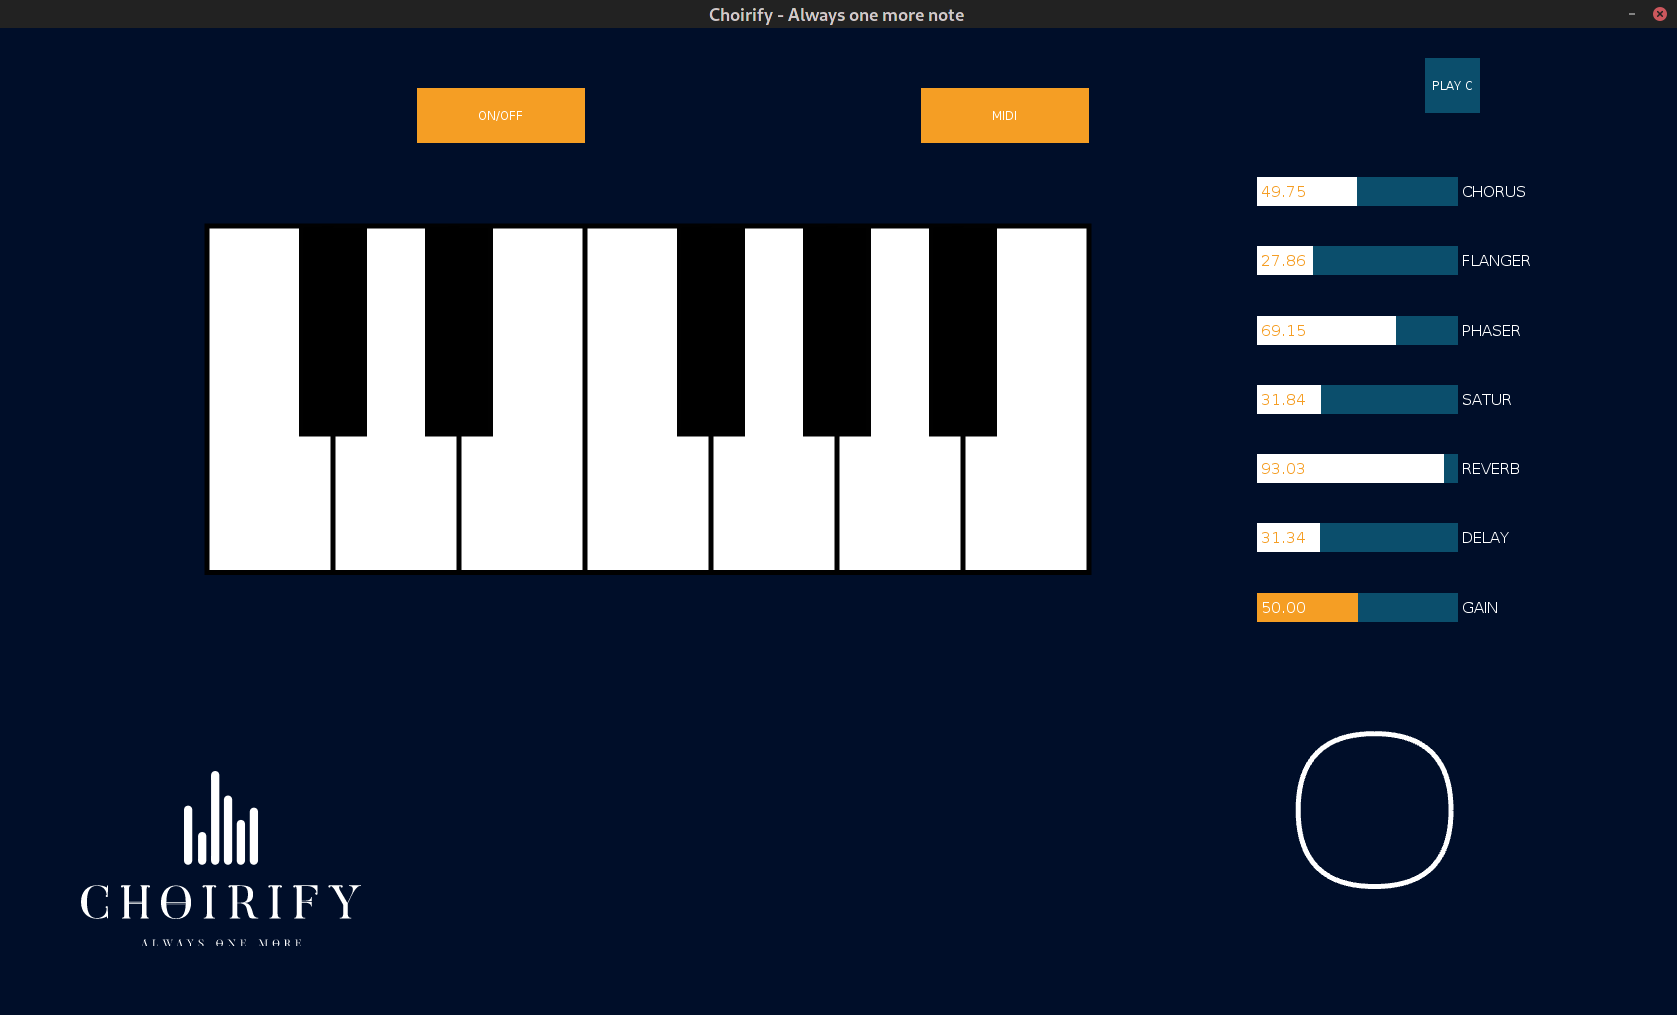 Choirify - Always one more note
ON/OFF
MIDI
PLAY C
49.75 CHORUS
27.86 FLANGER
69.15 PHASER
31.84 SATUR
93.03 REVERB
31.34 DELAY
50.00 GAIN
CHOIRIFY
ALWAYS ONE MORE